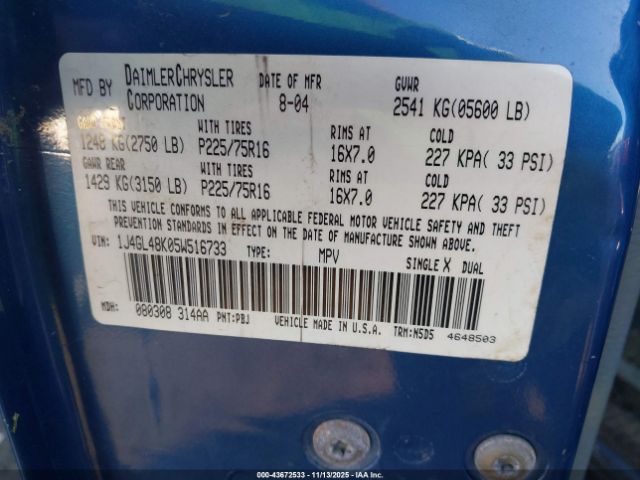 MFD BY DAIMLERCHRYSLER CORPORATION DATE OF MFR 8-04 GVWR 2541 KG(05600 LB)
WITH TIRES RIMS AT COLD
1248 KG(2750 LB) P225/75R16 16X7.0 227 KPA( 33 PSI)
GAWR REAR WITH TIRES RIMS AT COLD
1429 KG(3150 LB) P225/75R16 16X7.0 227 KPA( 33 PSI)
THIS VEHICLE CONFORMS TO ALL APPLICABLE FEDERAL MOTOR VEHICLE SAFETY AND THEFT
PREVENTION STANDARDS IN EFFECT ON THE DATE OF MANUFACTURE SHOWN ABOVE.
VIN: 1J4GL48K05W516733 TYPE: MPV SINGLE X DUAL
MDH: 080308 314AA PNT:PBJ VEHICLE MADE IN U.S.A. TRM:N5D5 4648503
000-43672533 - 11/13/2025 - IAAI.COM